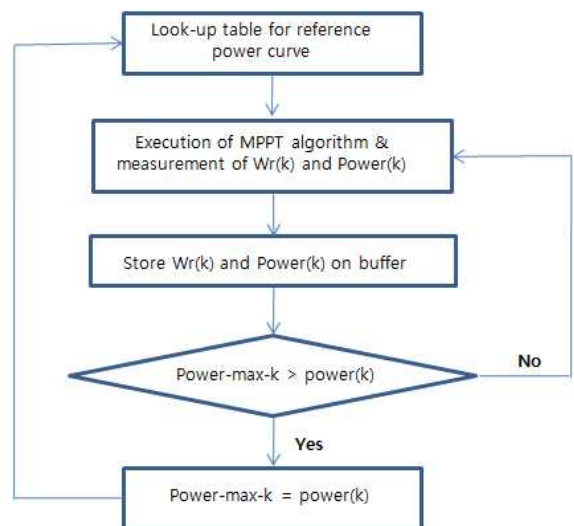 Look-up table for reference
power curve
Execution of MPPT algorithm &
measurement of Wr(k) and Power(k)
Store Wr(k) and Power(k) on buffer
Power-max-k > power(k)
No
Yes
Power-max-k = power(k)